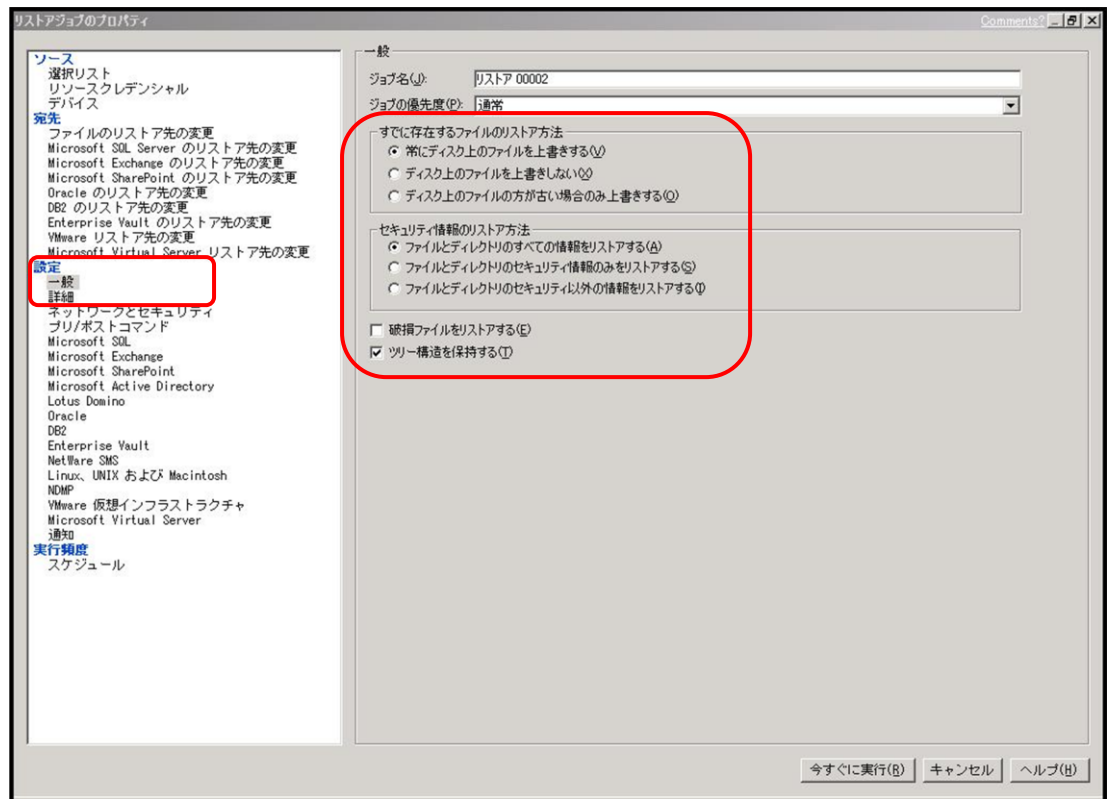 リストアジョブのプロパティ
Comments?
ソース
選択リスト
リソースクレデンシャル
デバイス
宛先
ファイルのリストア先の変更
Microsoft SQL Server のリストア先の変更
Microsoft Exchange のリストア先の変更
Microsoft SharePoint のリストア先の変更
Oracle のリストア先の変更
DB2 のリストア先の変更
Enterprise Vault のリストア先の変更
VMware リストア先の変更
Microsoft Virtual Server リストア先の変更
設定
一般
詳細
ネットワークとセキュリティ
プリ/ポストコマンド
Microsoft SQL
Microsoft Exchange
Microsoft SharePoint
Microsoft Active Directory
Lotus Domino
Oracle
DB2
Enterprise Vault
NetWare SMS
Linux、UNIX および Macintosh
NDMP
VMware 仮想インフラストラクチャ
Microsoft Virtual Server
通知
実行頻度
スケジュール
一般
ジョブ名(J): リストア 00002
ジョブの優先度(P): 通常
すでに存在するファイルのリストア方法
常にディスク上のファイルを上書きする(V)
ディスク上のファイルを上書きしない(X)
ディスク上のファイルの方が古い場合のみ上書きする(O)
セキュリティ情報のリストア方法
ファイルとディレクトリのすべての情報をリストアする(A)
ファイルとディレクトリのセキュリティ情報のみをリストアする(S)
ファイルとディレクトリのセキュリティ以外の情報をリストアする(I)
破損ファイルをリストアする(E)
ツリー構造を保持する(T)
今すぐに実行(R) キャンセル ヘルプ(H)